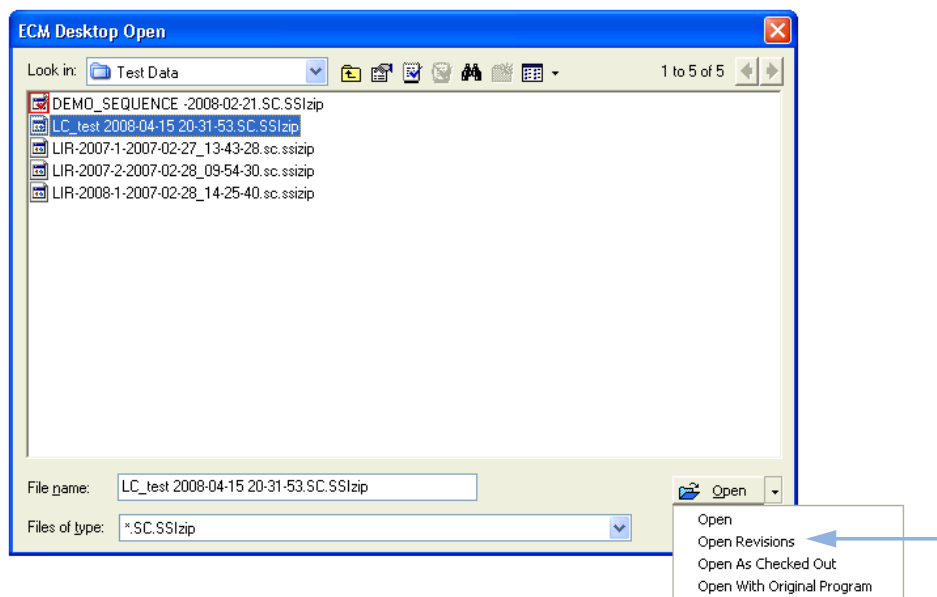 ECM Desktop Open
Look in: Test Data 1 to 5 of 5
DEMO_SEQUENCE -2008-02-21.SC.SSIzip
LC_test 2008-04-15 20-31-53.SC.SSIzip
LIR-2007-1-2007-02-27_13-43-28.sc.ssizip
LIR-2007-2-2007-02-28_09-54-30.sc.ssizip
LIR-2008-1-2007-02-28_14-25-40.sc.ssizip
File name: LC_test 2008-04-15 20-31-53.SC.SSIzip Open
Files of type: *.SC.SSIzip
Open
Open Revisions
Open As Checked Out
Open With Original Program